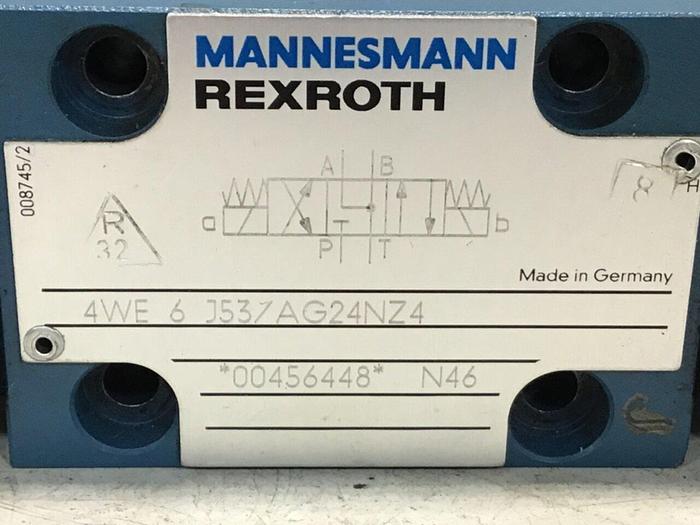 MANNESMANN
REXROTH
008745/2
A B
8
H
R
32
a b
T
P T
Made in Germany
4WE 6 J53/AG24NZ4
*00456448* N46